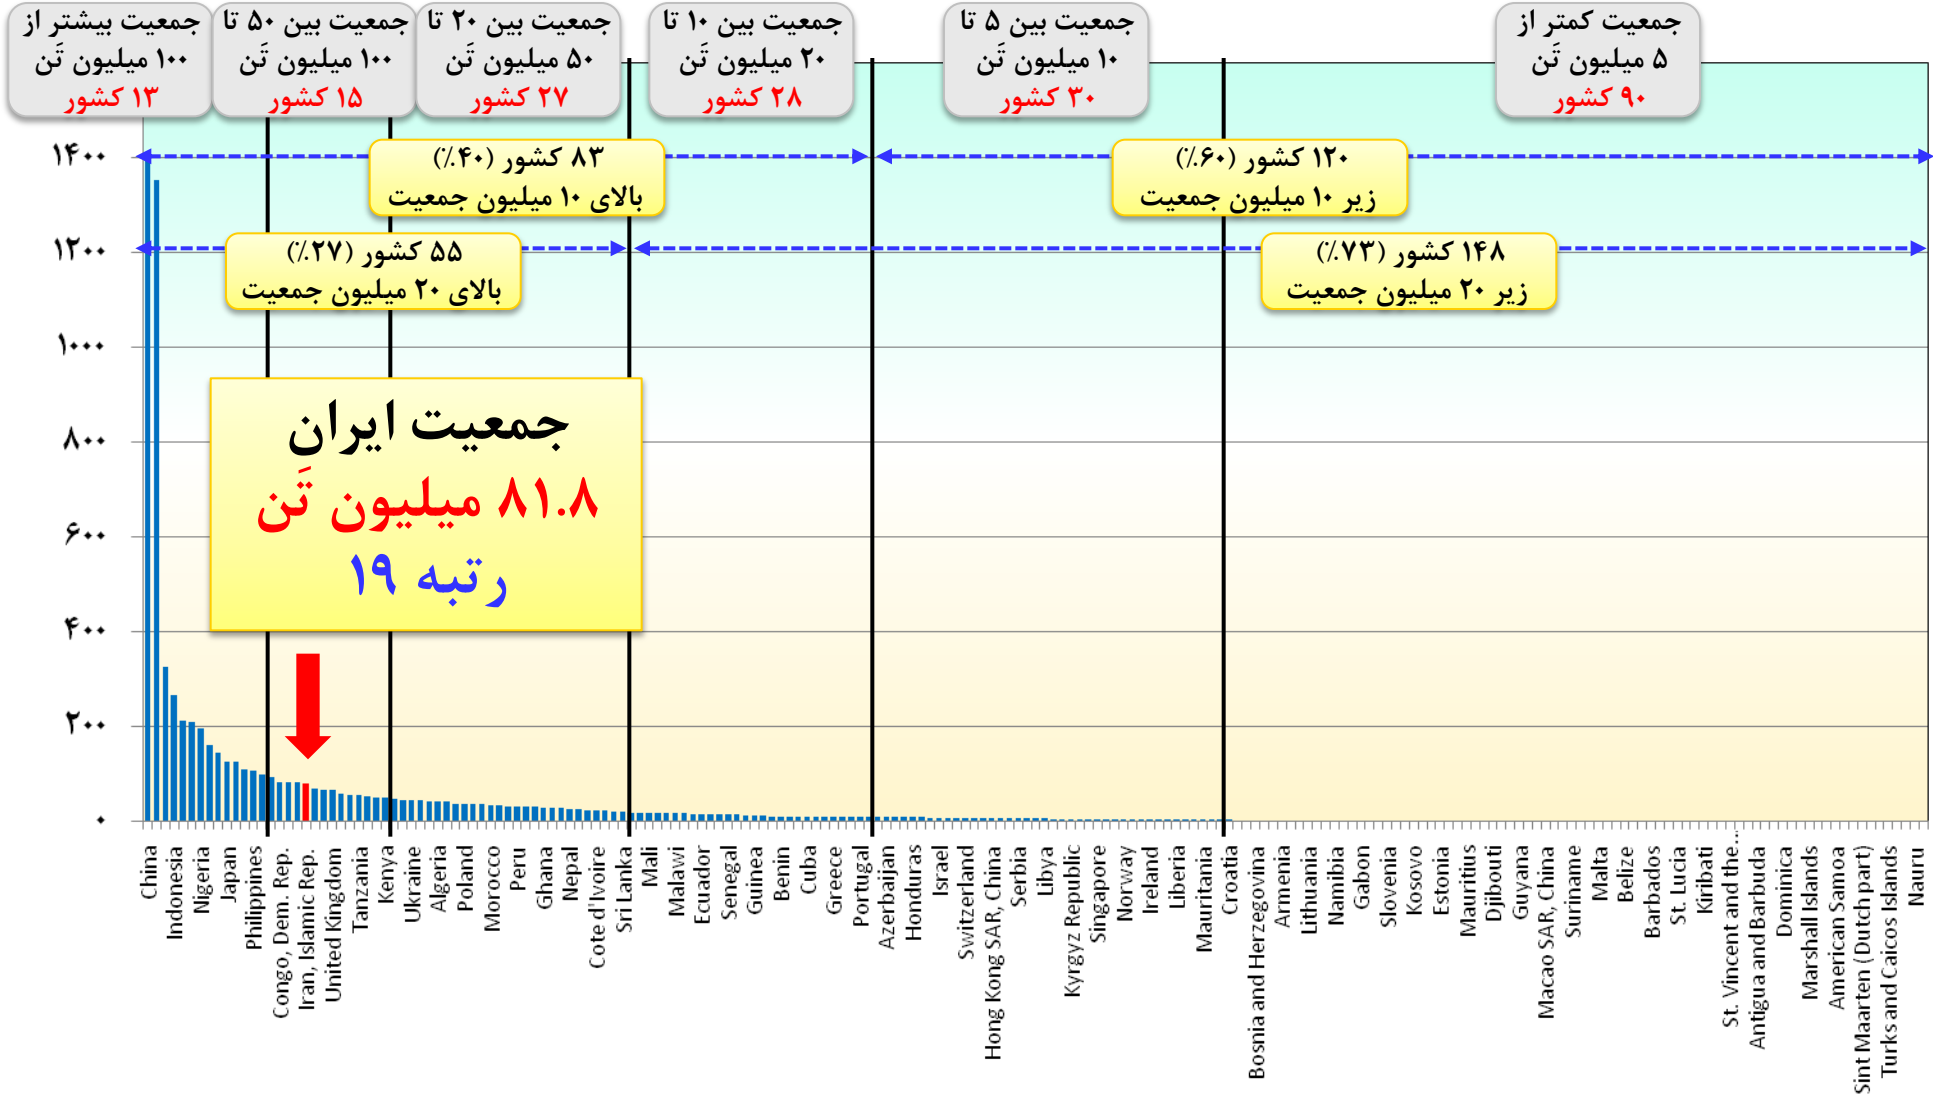 جمعیت بیشتر از
۱۰۰ میلیون تَن
۱۳ کشور
جمعیت بین ۵۰ تا
۱۰۰ میلیون تَن
۱۵ کشور
جمعیت بین ۲۰ تا
۵۰ میلیون تَن
۲۷ کشور
جمعیت بین ۱۰ تا
۲۰ میلیون تَن
۲۸ کشور
جمعیت بین ۵ تا
۱۰ میلیون تَن
۳۰ کشور
جمعیت کمتر از
۵ میلیون تَن
۹۰ کشور
۸۳ کشور (۴۰٪)
بالای ۱۰ میلیون جمعیت
۱۲۰ کشور (۶۰٪)
زیر ۱۰ میلیون جمعیت
۵۵ کشور (۲۷٪)
بالای ۲۰ میلیون جمعیت
۱۴۸ کشور (۷۳٪)
زیر ۲۰ میلیون جمعیت
جمعیت ایران
۸۱.۸ میلیون تَن
رتبه ۱۹
۱۴۰۰
۱۲۰۰
۱۰۰۰
۸۰۰
۶۰۰
۴۰۰
۲۰۰
۰
China
Indonesia
Nigeria
Japan
Philippines
Congo, Dem. Rep.
Iran, Islamic Rep.
United Kingdom
Tanzania
Kenya
Ukraine
Algeria
Poland
Morocco
Peru
Ghana
Nepal
Cote d'Ivoire
Sri Lanka
Mali
Malawi
Ecuador
Senegal
Guinea
Benin
Cuba
Greece
Portugal
Azerbaijan
Honduras
Israel
Switzerland
Hong Kong SAR, China
Serbia
Libya
Kyrgyz Republic
Singapore
Norway
Ireland
Liberia
Mauritania
Croatia
Bosnia and Herzegovina
Armenia
Lithuania
Namibia
Gabon
Slovenia
Kosovo
Estonia
Mauritius
Djibouti
Guyana
Macao SAR, China
Suriname
Malta
Belize
Barbados
St. Lucia
Kiribati
St. Vincent and the...
Antigua and Barbuda
Dominica
Marshall Islands
American Samoa
Sint Maarten (Dutch part)
Turks and Caicos Islands
Nauru